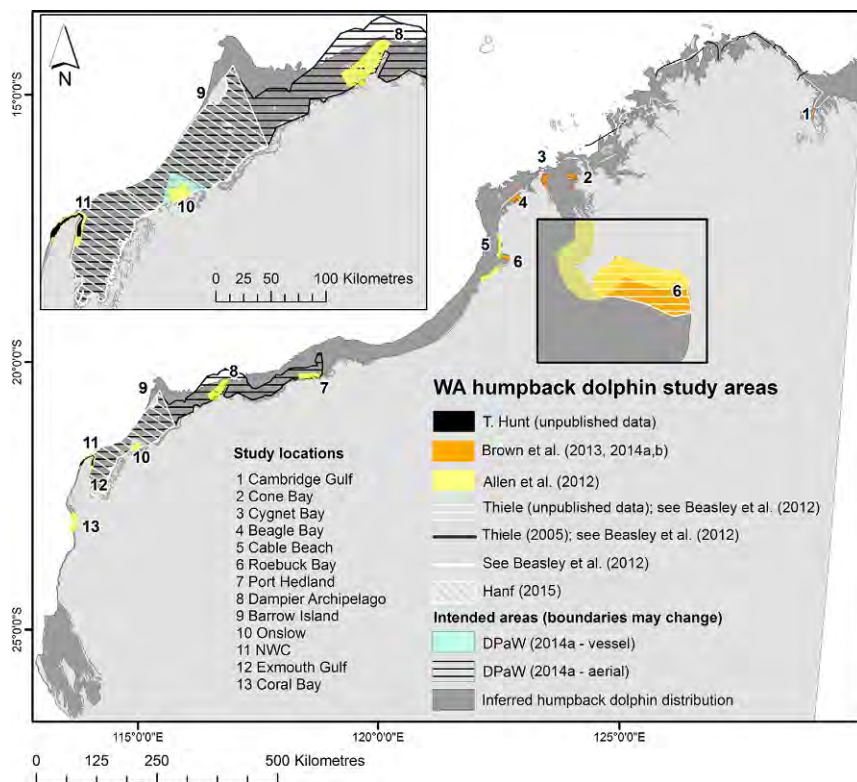 8
N
9
15°0'0"S
1
11
3
2
10
4
5
6
0 25 50 100 Kilometres
6
20°0'0"S
8
9
7
WA humpback dolphin study areas
T. Hunt (unpublished data)
11
10
Study locations
Brown et al. (2013, 2014a,b)
12
1 Cambridge Gulf
Allen et al. (2012)
2 Cone Bay
Thiele (unpublished data); see Beasley et al. (2012)
13
3 Cygnet Bay
4 Beagle Bay
Thiele (2005); see Beasley et al. (2012)
5 Cable Beach
6 Roebuck Bay
See Beasley et al. (2012)
7 Port Hedland
Hanf (2015)
8 Dampier Archipelago
Intended areas (boundaries may change)
25°0'0"S
9 Barrow Island
10 Onslow
DPaW (2014a - vessel)
11 NWC
DPaW (2014a - aerial)
12 Exmouth Gulf
13 Coral Bay
Inferred humpback dolphin distribution
115°0'0"E 120°0'0"E 125°0'0"E
0 125 250 500 Kilometres